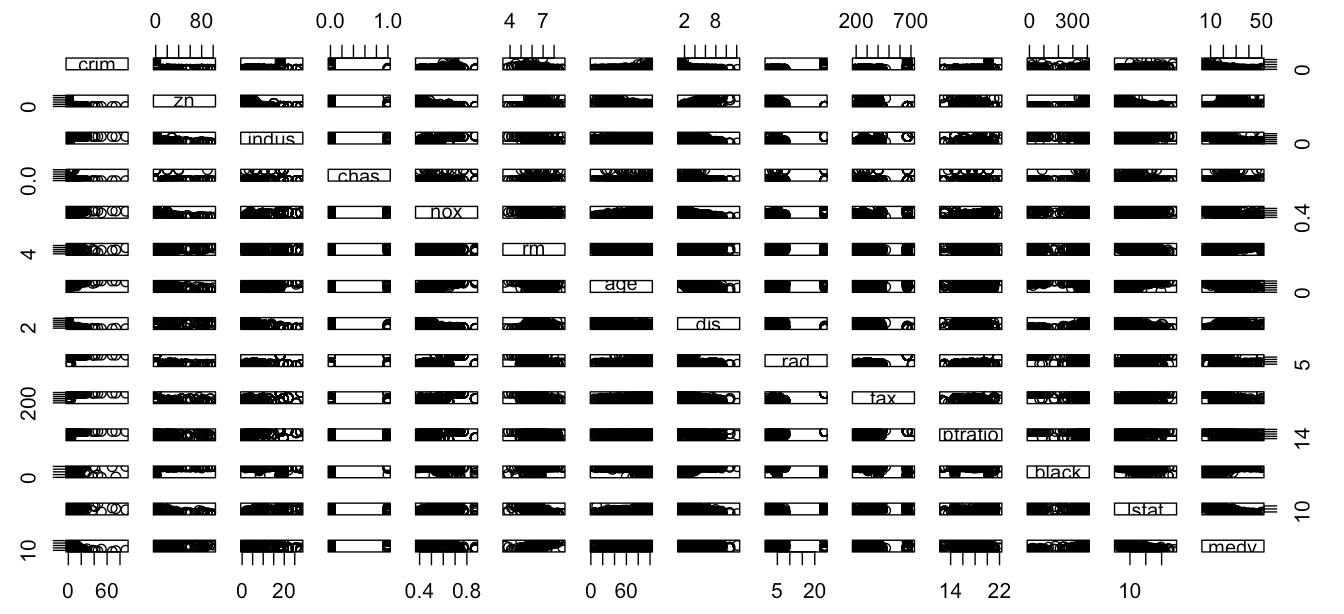 0 80 0.0 1.0 4 7 2 8 200 700 0 300 10 50
crim 0
0 zn
indus 0
0.0 chas
nox 0.4
4 rm
age 0
2 dis
rad 5
200 tax
ptratio 14
0 black
lstat 10
10 medv
0 60 0 20 0.4 0.8 0 60 5 20 14 22 10